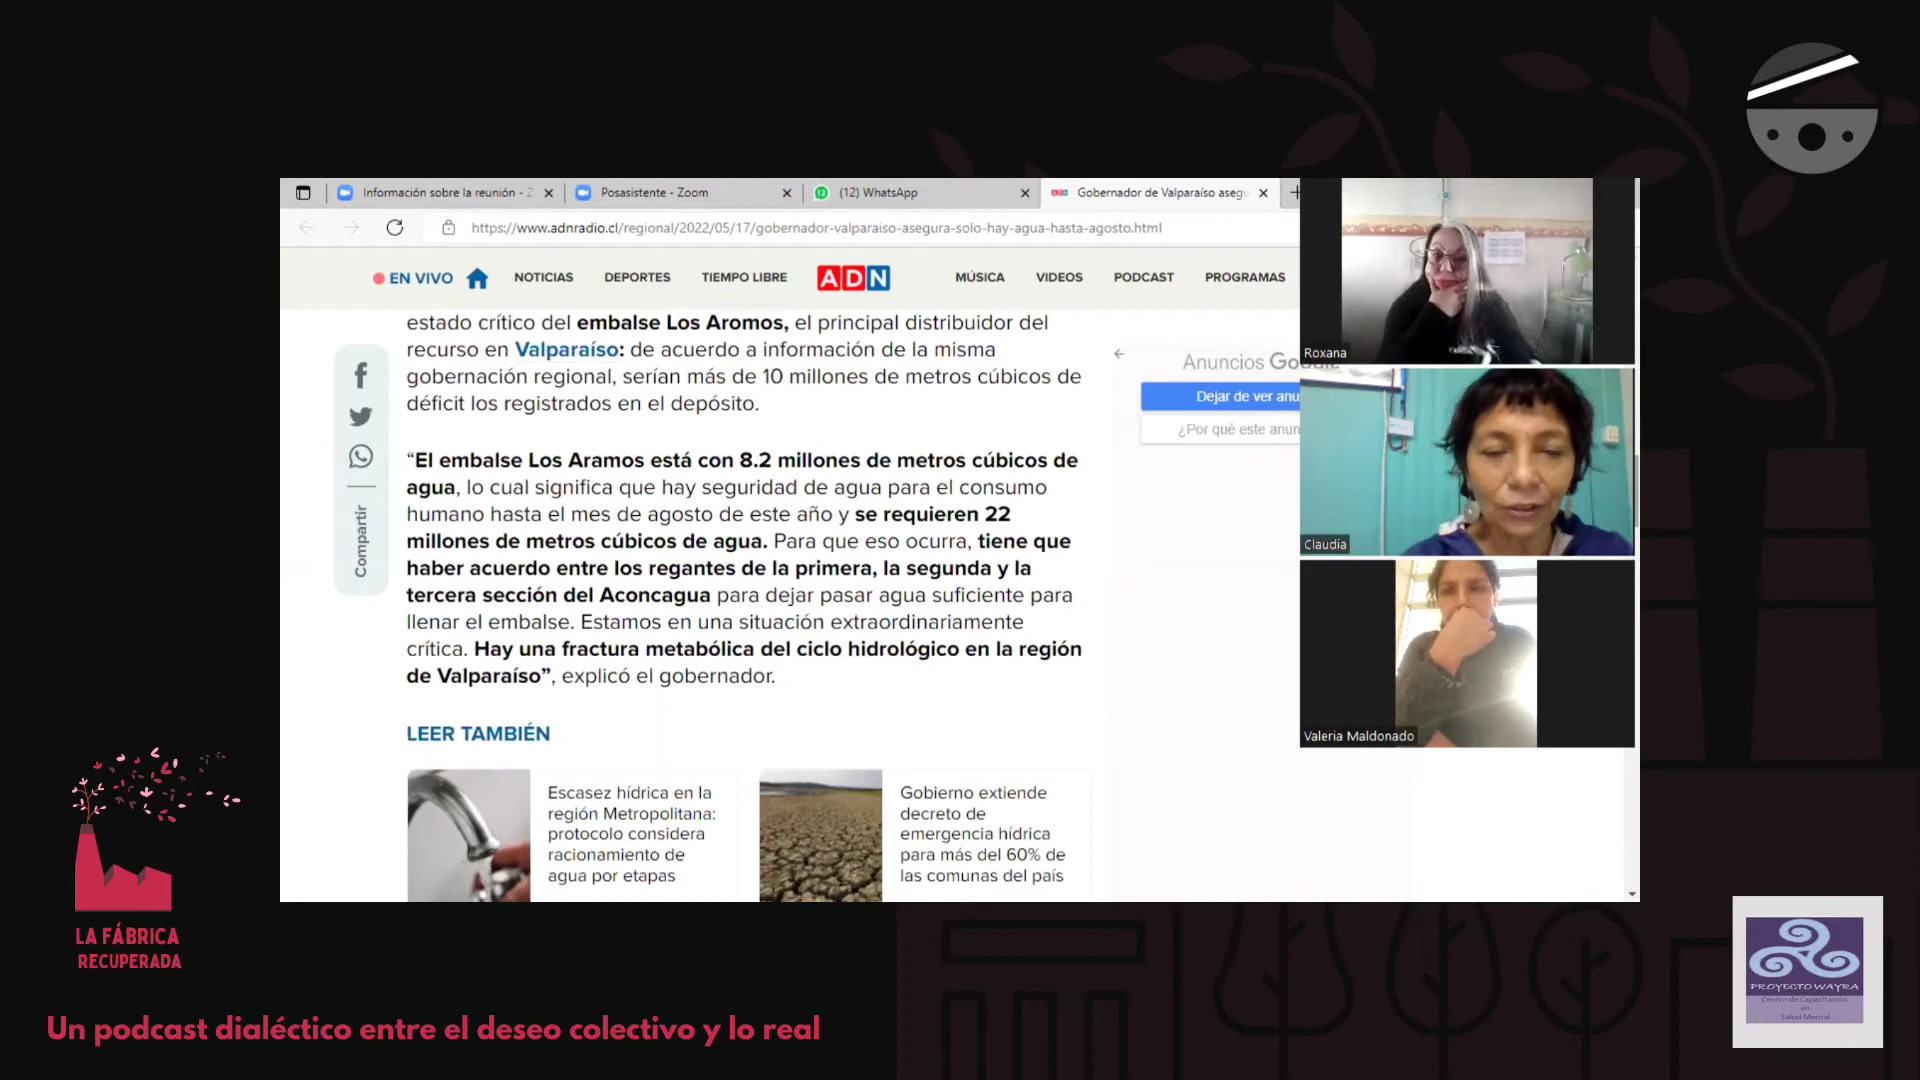 Información sobre la reunión - Z
Posasistente - Zoom
12
(12) WhatsApp
ADN
Gobernador de Valparaíso asegu
https://www.adnradio.cl/regional/2022/05/17/gobernador-valparaiso-asegura-solo-hay-agua-hasta-agosto.html
EN VIVO
NOTICIAS
DEPORTES
TIEMPO LIBRE
ADN
MÚSICA
VIDEOS
PODCAST
PROGRAMAS
estado crítico del embalse Los Aromos, el principal distribuidor del
recurso en Valparaíso: de acuerdo a información de la misma
gobernación regional, serían más de 10 millones de metros cúbicos de
déficit los registrados en el depósito.
“El embalse Los Aramos está con 8.2 millones de metros cúbicos de
agua, lo cual significa que hay seguridad de agua para el consumo
humano hasta el mes de agosto de este año y se requieren 22
millones de metros cúbicos de agua. Para que eso ocurra, tiene que
haber acuerdo entre los regantes de la primera, la segunda y la
tercera sección del Aconcagua para dejar pasar agua suficiente para
llenar el embalse. Estamos en una situación extraordinariamente
crítica. Hay una fractura metabólica del ciclo hidrológico en la región
de Valparaíso”, explicó el gobernador.
Compartir
LEER TAMBIÉN
Escasez hídrica en la
región Metropolitana:
protocolo considera
racionamiento de
agua por etapas
Gobierno extiende
decreto de
emergencia hídrica
para más del 60% de
las comunas del país
Anuncios Google
Dejar de ver anu
¿Por qué este anun
Roxana
Claudia
Valeria Maldonado
LA FÁBRICA
RECUPERADA
Un podcast dialéctico entre el deseo colectivo y lo real
PROYECTO WAYRA
Centro de Capacitación
en
Salud Mental